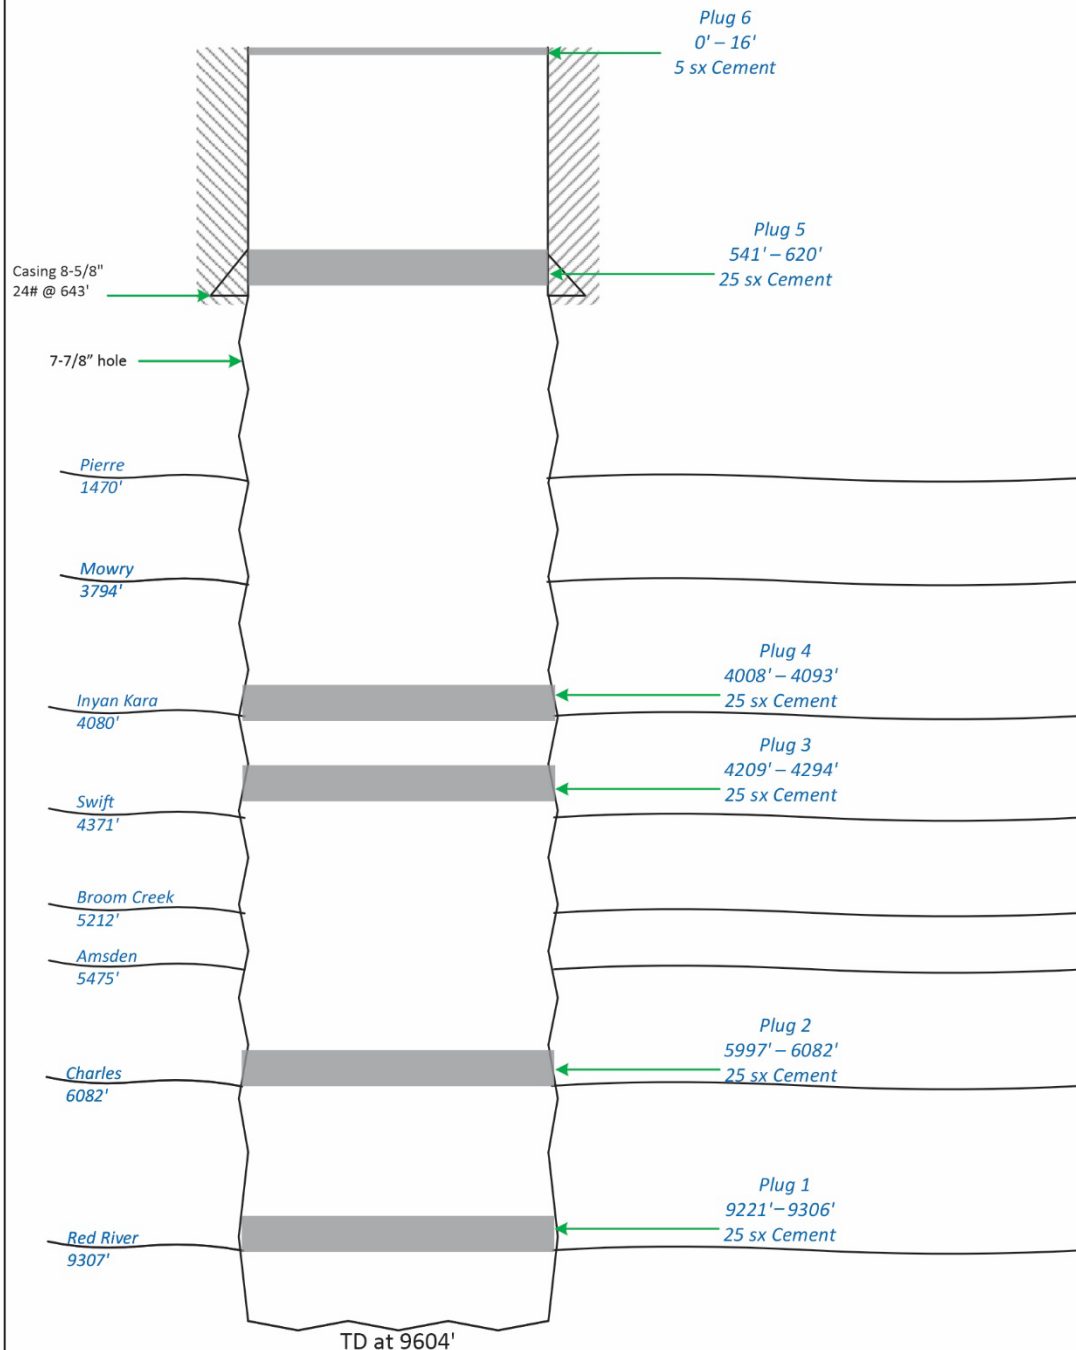 Plug 6
0' – 16'
5 sx Cement
Plug 5
541' – 620'
25 sx Cement
Casing 8-5/8"
24# @ 643'
7-7/8” hole
Pierre
1470'
Mowry
3794'
Plug 4
4008' – 4093'
25 sx Cement
Inyan Kara
4080'
Plug 3
4209' – 4294'
25 sx Cement
Swift
4371'
Broom Creek
5212'
Amsden
5475'
Plug 2
5997' – 6082'
25 sx Cement
Charles
6082'
Plug 1
9221'–9306'
25 sx Cement
Red River
9307'
TD at 9604'